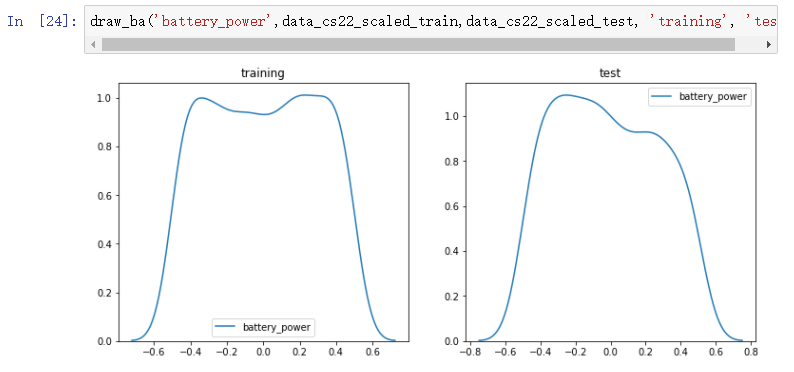 In [24]: draw_ba('battery_power',data_cs22_scaled_train,data_cs22_scaled_test, 'training', 'tes
training
1.0
0.8
0.6
0.4
0.2
0.0
−0.6 −0.4 −0.2 0.0 0.2 0.4 0.6
battery_power
test
1.0
0.8
0.6
0.4
0.2
0.0
−0.8 −0.6 −0.4 −0.2 0.0 0.2 0.4 0.6 0.8
battery_power